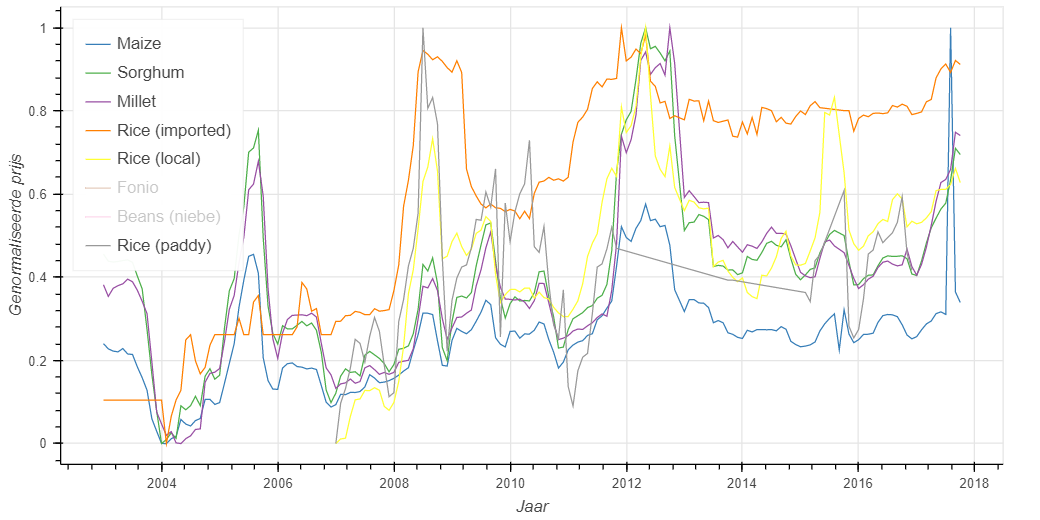 Maize
Sorghum
Millet
Rice (imported)
Rice (local)
Fonio
Beans (niebe)
Rice (paddy)
Genormaliseerde prijs
1
0.8
0.6
0.4
0.2
0
2004 2006 2008 2010 2012 2014 2016 2018
Jaar